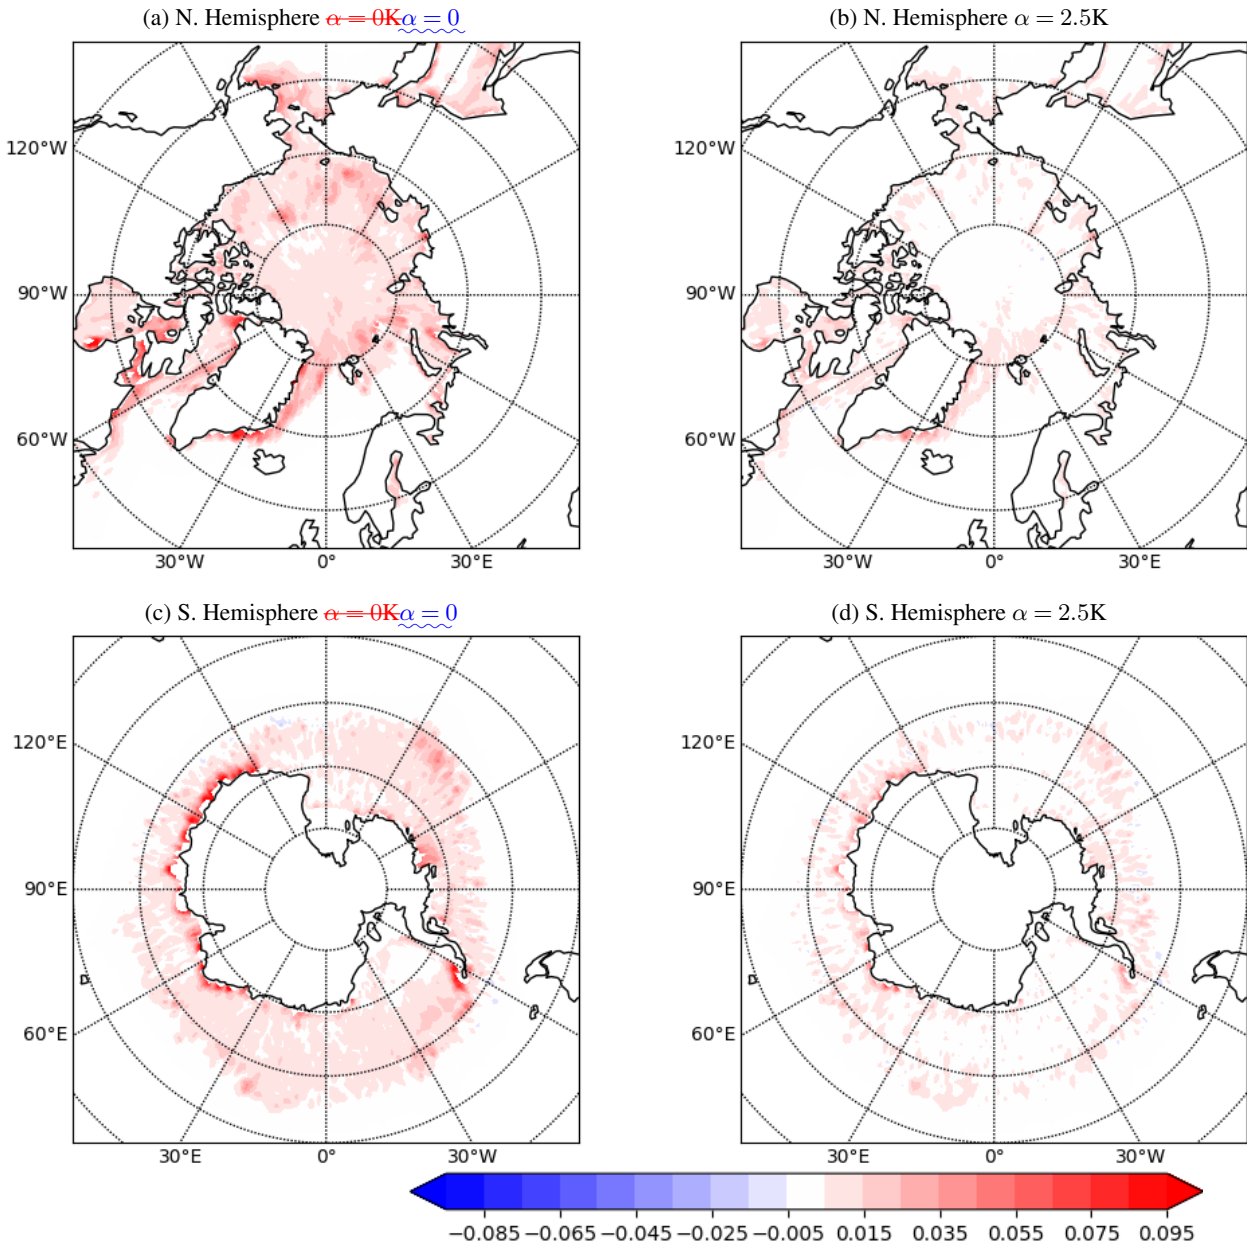 (a) N. Hemisphere α = 0Kα = 0
(b) N. Hemisphere α = 2.5K
120°W
90°W
60°W
30°W 0° 30°E
30°W 0° 30°E
(c) S. Hemisphere α = 0Kα = 0
(d) S. Hemisphere α = 2.5K
120°E
90°E
60°E
30°E 0° 30°W
120°E
90°E
60°E
30°E 0° 30°W
120°W
90°W
60°W
−0.085 −0.065 −0.045 −0.025 −0.005 0.015 0.035 0.055 0.075 0.095